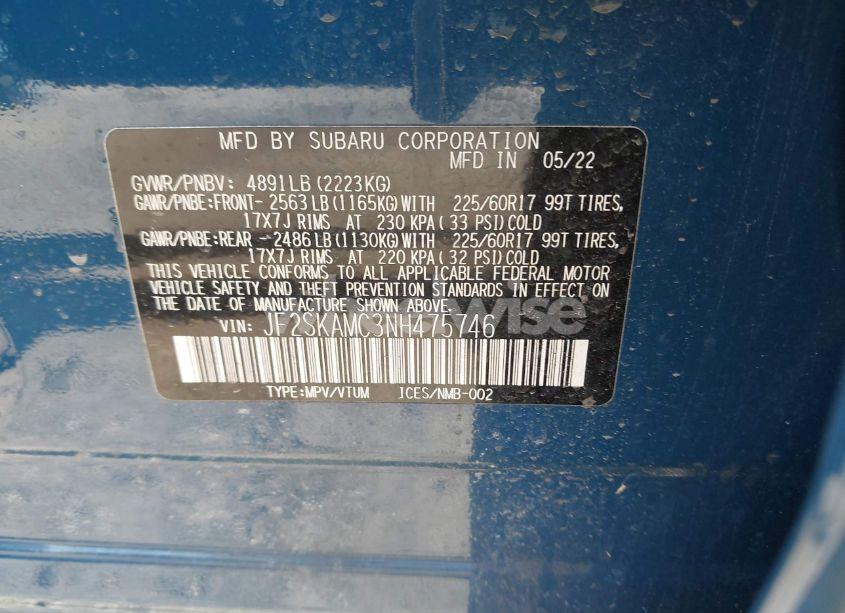 MFD BY SUBARU CORPORATION
MFD IN 05/22
GVWR/PNBV: 4891LB (2223KG)
GAWR/PNBE:FRONT- 2563LB (1165KG) WITH 225/60R17 99T TIRES,
17X7J RIMS AT 230 KPA ( 33 PSI) COLD
GAWR/PNBE:REAR - 2486LB (1130KG) WITH 225/60R17 99T TIRES,
17X7J RIMS AT 220 KPA ( 32 PSI) COLD
THIS VEHICLE CONFORMS TO ALL APPLICABLE FEDERAL MOTOR
VEHICLE SAFETY AND THEFT PREVENTION STANDARDS IN EFFECT ON
THE DATE OF MANUFACTURE SHOWN ABOVE.
VIN: JF2SKAMC3NH475746
TYPE:MPV/VTUM ICES/NMB-002